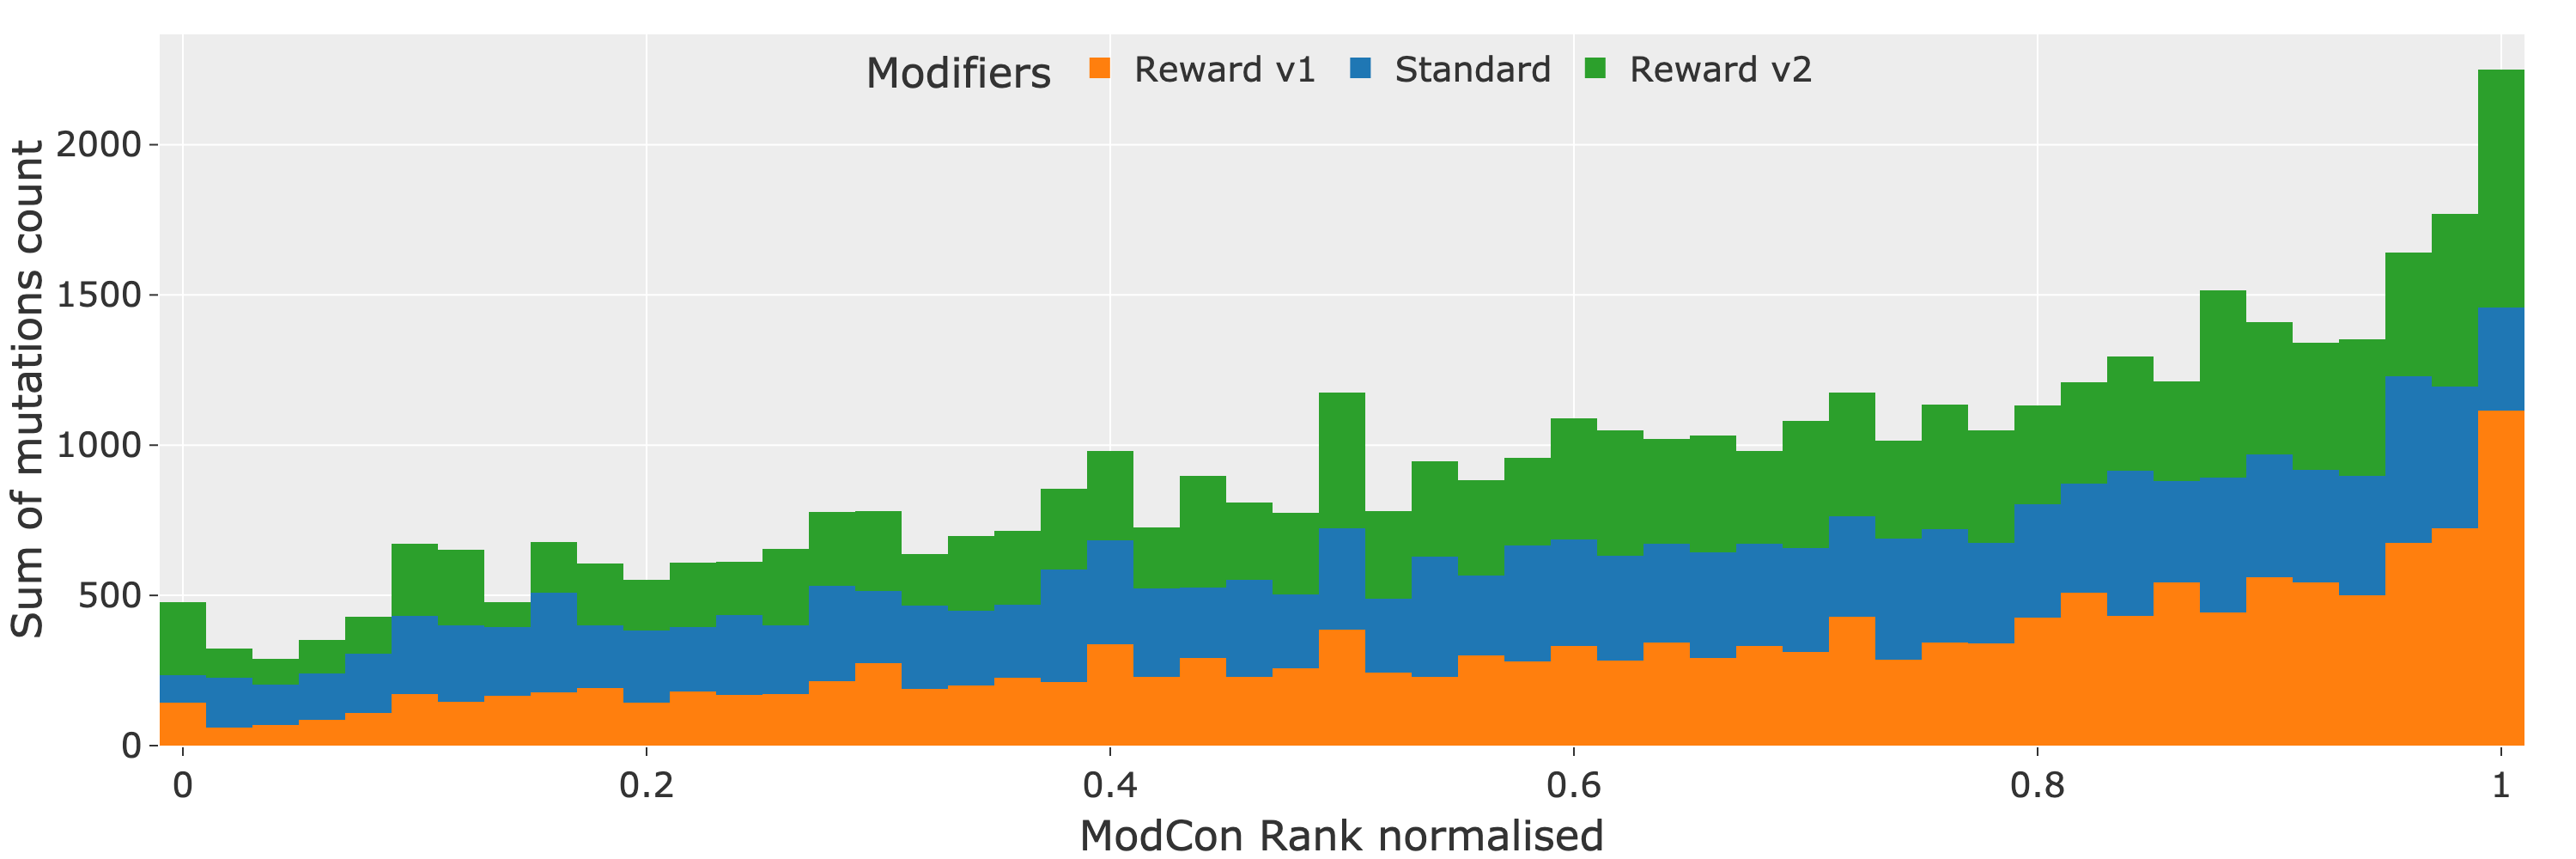 Modifiers Reward v1 Standard Reward v2
Sum of mutations count
2000
1500
1000
500
0
0 0.2 0.4 0.6 0.8 1
ModCon Rank normalised